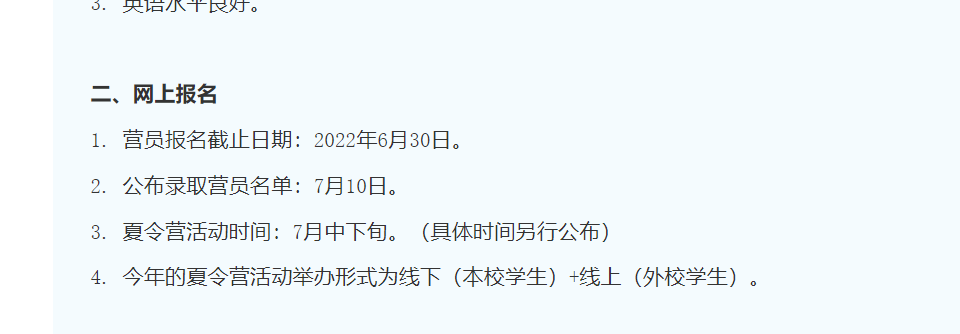 3. 英语水平良好。
二、网上报名
1. 营员报名截止日期：2022年6月30日。
2. 公布录取营员名单：7月10日。
3. 夏令营活动时间：7月中下旬。（具体时间另行公布）
4. 今年的夏令营活动举办形式为线下（本校学生）+线上（外校学生）。